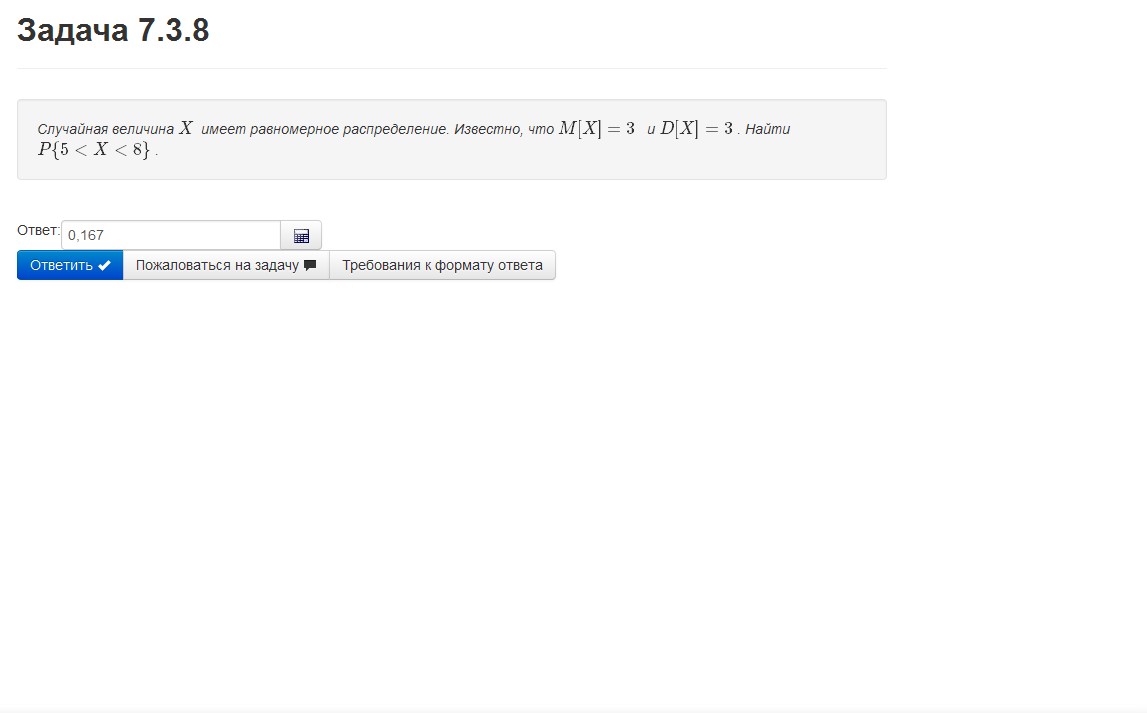 Задача 7.3.8
Случайная величина X имеет равномерное распределение. Известно, что M[X] = 3 и D[X] = 3 . Найти
P{5 < X < 8} .
Ответ: 0,167
Ответить Пожаловаться на задачу Требования к формату ответа